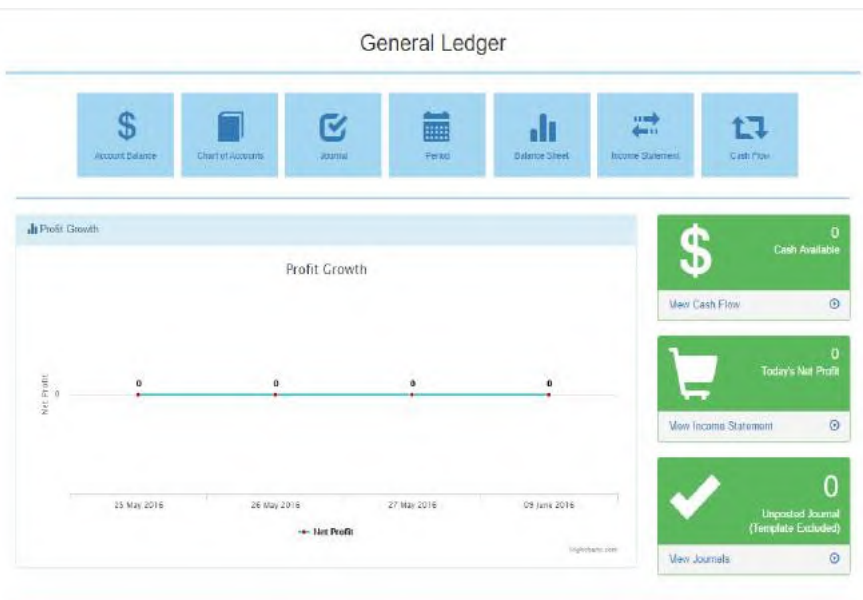 General Ledger
Account Balance
Chart of Accounts
Journal
Period
Balance Sheet
Income Statement
Cash Flow
Profit Growth
Profit Growth
Net Profit
0
0
0
0
0
25 May 2016
26 May 2016
27 May 2016
09 June 2016
Net Profit
Highcharts.com
0
Cash Available
View Cash Flow
0
Today's Net Profit
View Income Statement
0
Unposted Journal
(Template Excluded)
View Journals